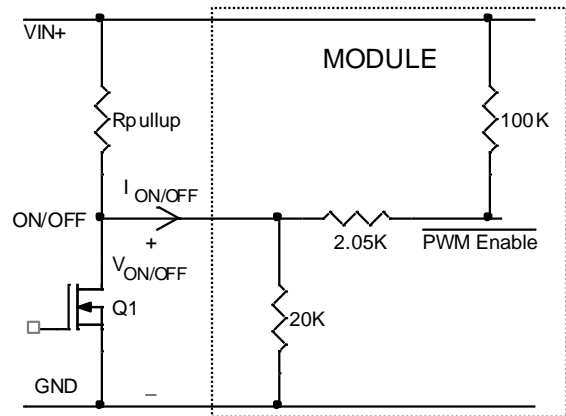 VIN+
MODULE
Rpullup
100K
I ON/OFF
ON/OFF
+
2.05K
PWM Enable
V ON/OFF
Q1
20K
GND
_